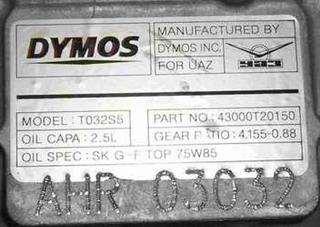 DYMOS
MANUFACTURED BY
DYMOS INC.
FOR UAZ
MODEL : T032S5
PART NO : 43000T20150
OIL CAPA : 2.5L
GEAR RATIO : 4.155-0.88
OIL SPEC : SK G-F TOP 75W85
AHR 03032